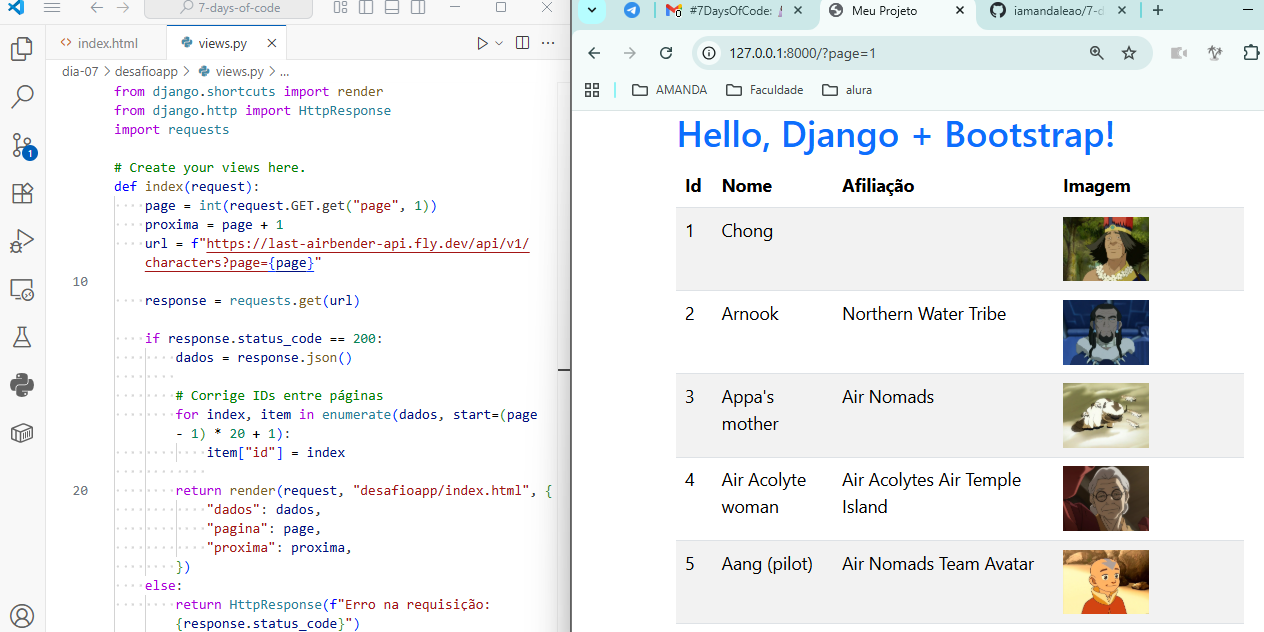 7-days-of-code
index.html
views.py
dia-07 > desafioapp > views.py > ...
from django.shortcuts import render
from django.http import HttpResponse
import requests
# Create your views here.
def index(request):
page = int(request.GET.get("page", 1))
proxima = page + 1
url = f"https://last-airbender-api.fly.dev/api/v1/
characters?page={page}"
10
response = requests.get(url)
if response.status_code == 200:
dados = response.json()
# Corrige IDs entre páginas
for index, item in enumerate(dados, start=(page
- 1) * 20 + 1):
item["id"] = index
20
return render(request, "desafioapp/index.html", {
"dados": dados,
"pagina": page,
"proxima": proxima,
})
else:
return HttpResponse(f"Erro na requisição:
{response.status_code}")
1
#7DaysOfCode:
Meu Projeto
iamandaleao/7-d
127.0.0.1:8000/?page=1
AMANDA
Faculdade
alura
Hello, Django + Bootstrap!
Id Nome Afiliação Imagem
1 Chong
2 Arnook Northern Water Tribe
3 Appa's Air Nomads
mother
4 Air Acolyte Air Acolytes Air Temple
woman Island
5 Aang (pilot) Air Nomads Team Avatar